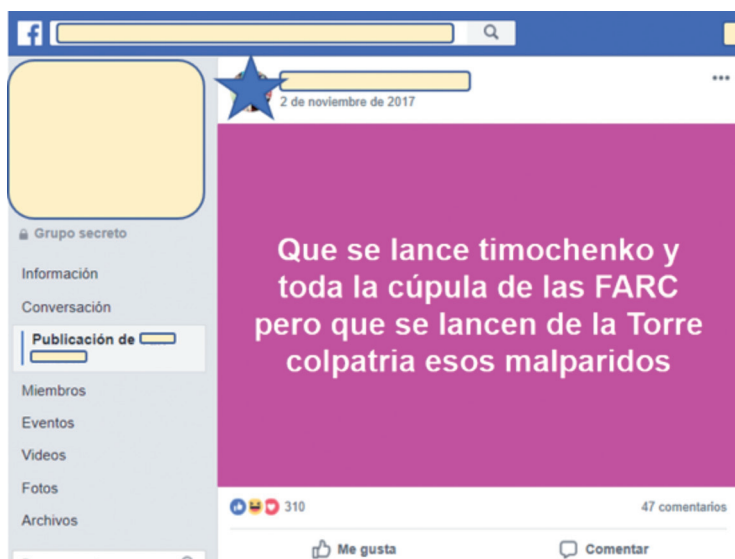 f
2 de noviembre de 2017
Grupo secreto
Información
Conversación
Publicación de
Miembros
Eventos
Videos
Fotos
Archivos
Que se lance timochenko y
toda la cúpula de las FARC
pero que se lancen de la Torre
colpatria esos malparidos
310
47 comentarios
Me gusta
Comentar